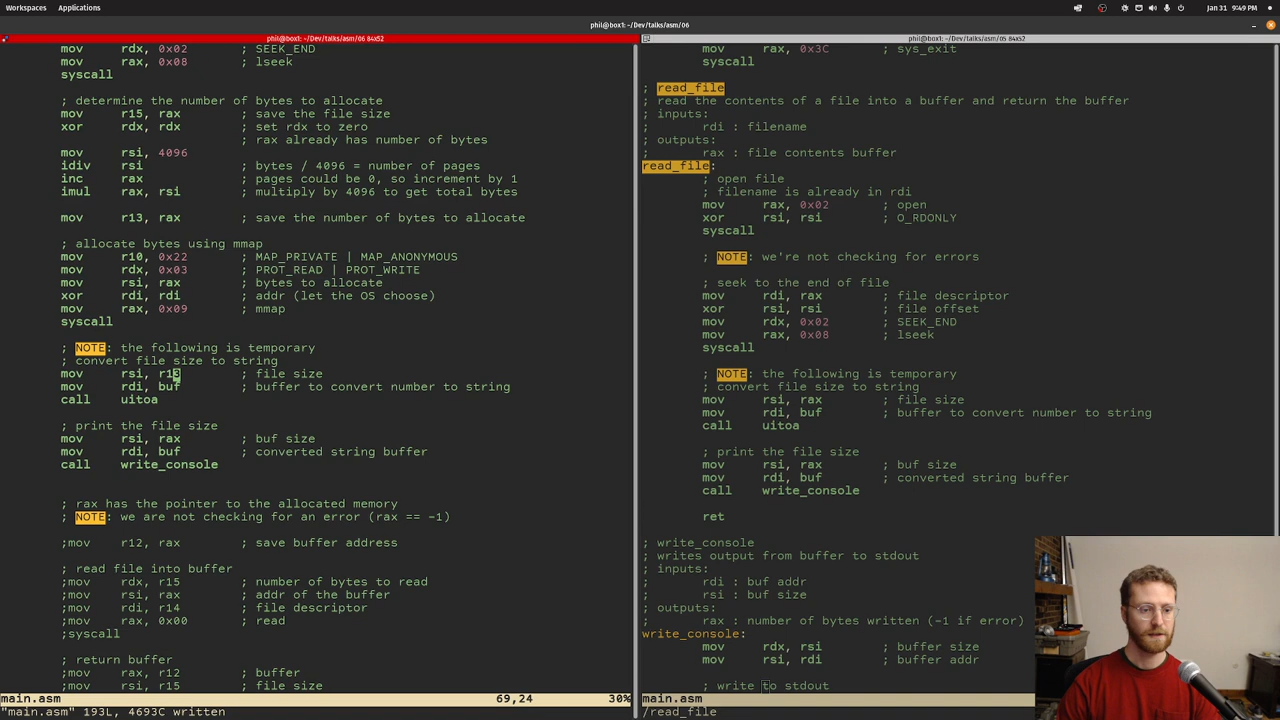 Workspaces Applications Jan 31 9:49 PM
phil@box1: ~/Dev/talks/asm/06
phil@box1: ~/Dev/talks/asm/06 84x52
mov rdx, 0x02 ; SEEK_END
mov rax, 0x08 ; lseek
syscall
; determine the number of bytes to allocate
mov r15, rax ; save the file size
xor rdx, rdx ; set rdx to zero
; rax already has number of bytes
mov rsi, 4096
idiv rsi ; bytes / 4096 = number of pages
inc rax ; pages could be 0, so increment by 1
imul rax, rsi ; multiply by 4096 to get total bytes
mov r13, rax ; save the number of bytes to allocate
; allocate bytes using mmap
mov r10, 0x22 ; MAP_PRIVATE | MAP_ANONYMOUS
mov rdx, 0x03 ; PROT_READ | PROT_WRITE
mov rsi, rax ; bytes to allocate
xor rdi, rdi ; addr (let the OS choose)
mov rax, 0x09 ; mmap
syscall
; NOTE: the following is temporary
; convert file size to string
mov rsi, r13 ; file size
mov rdi, buf ; buffer to convert number to string
call uitoa
; print the file size
mov rsi, rax ; buf size
mov rdi, buf ; converted string buffer
call write_console
; rax has the pointer to the allocated memory
; NOTE: we are not checking for an error (rax == -1)
;mov r12, rax ; save buffer address
; read file into buffer
;mov rdx, r15 ; number of bytes to read
;mov rsi, rax ; addr of the buffer
;mov rdi, r14 ; file descriptor
;mov rax, 0x00 ; read
;syscall
; return buffer
;mov rax, r12 ; buffer
;mov rsi, r15 ; file size
main.asm 69,24 30%
"main.asm" 193L, 4693C written
phil@box1: ~/Dev/talks/asm/05 84x52
mov rax, 0x3C ; sys_exit
syscall
; read_file
; read the contents of a file into a buffer and return the buffer
; inputs:
; rdi : filename
; outputs:
; rax : file contents buffer
read_file:
; open file
; filename is already in rdi
mov rax, 0x02 ; open
xor rsi, rsi ; O_RDONLY
syscall
; NOTE: we're not checking for errors
; seek to the end of file
mov rdi, rax ; file descriptor
xor rsi, rsi ; file offset
mov rdx, 0x02 ; SEEK_END
mov rax, 0x08 ; lseek
syscall
; NOTE: the following is temporary
; convert file size to string
mov rsi, rax ; file size
mov rdi, buf ; buffer to convert number to string
call uitoa
; print the file size
mov rsi, rax ; buf size
mov rdi, buf ; converted string buffer
call write_console
ret
; write_console
; writes output from buffer to stdout
; inputs:
; rdi : buf addr
; rsi : buf size
; outputs:
; rax : number of bytes written (-1 if error)
write_console:
mov rdx, rsi ; buffer size
mov rsi, rdi ; buffer addr
; write to stdout
main.asm
/read_file